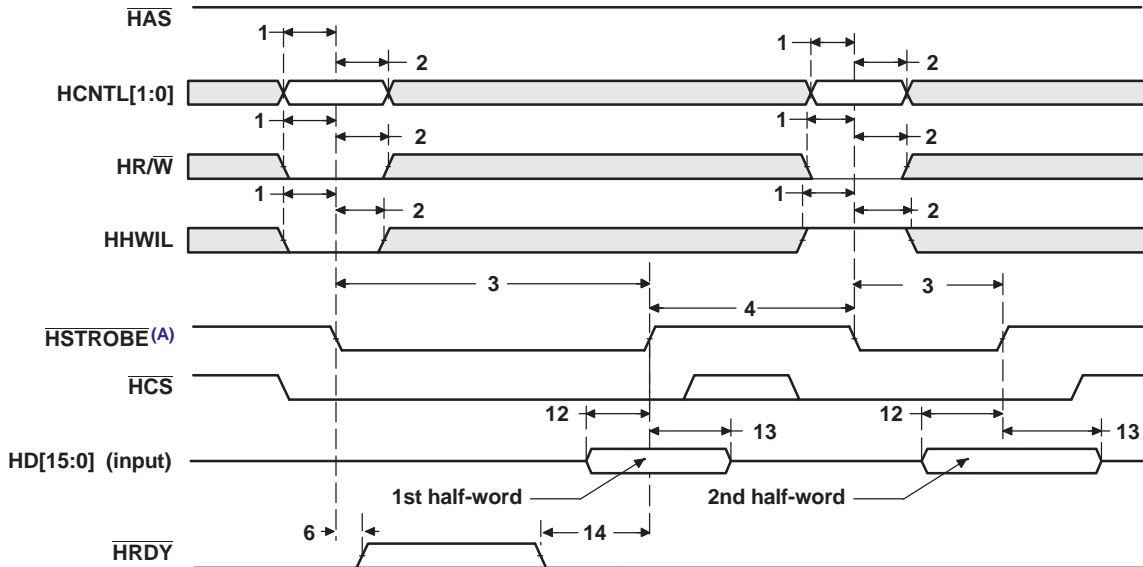 HAS
1
2
1
2
HCNTL[1:0]
1
2
1
2
HR/W
1
2
1
2
HHWIL
3
3
4
HSTROBE(A)
HCS
12
13
12
13
HD[15:0] (input)
1st half-word
2nd half-word
6
14
HRDY